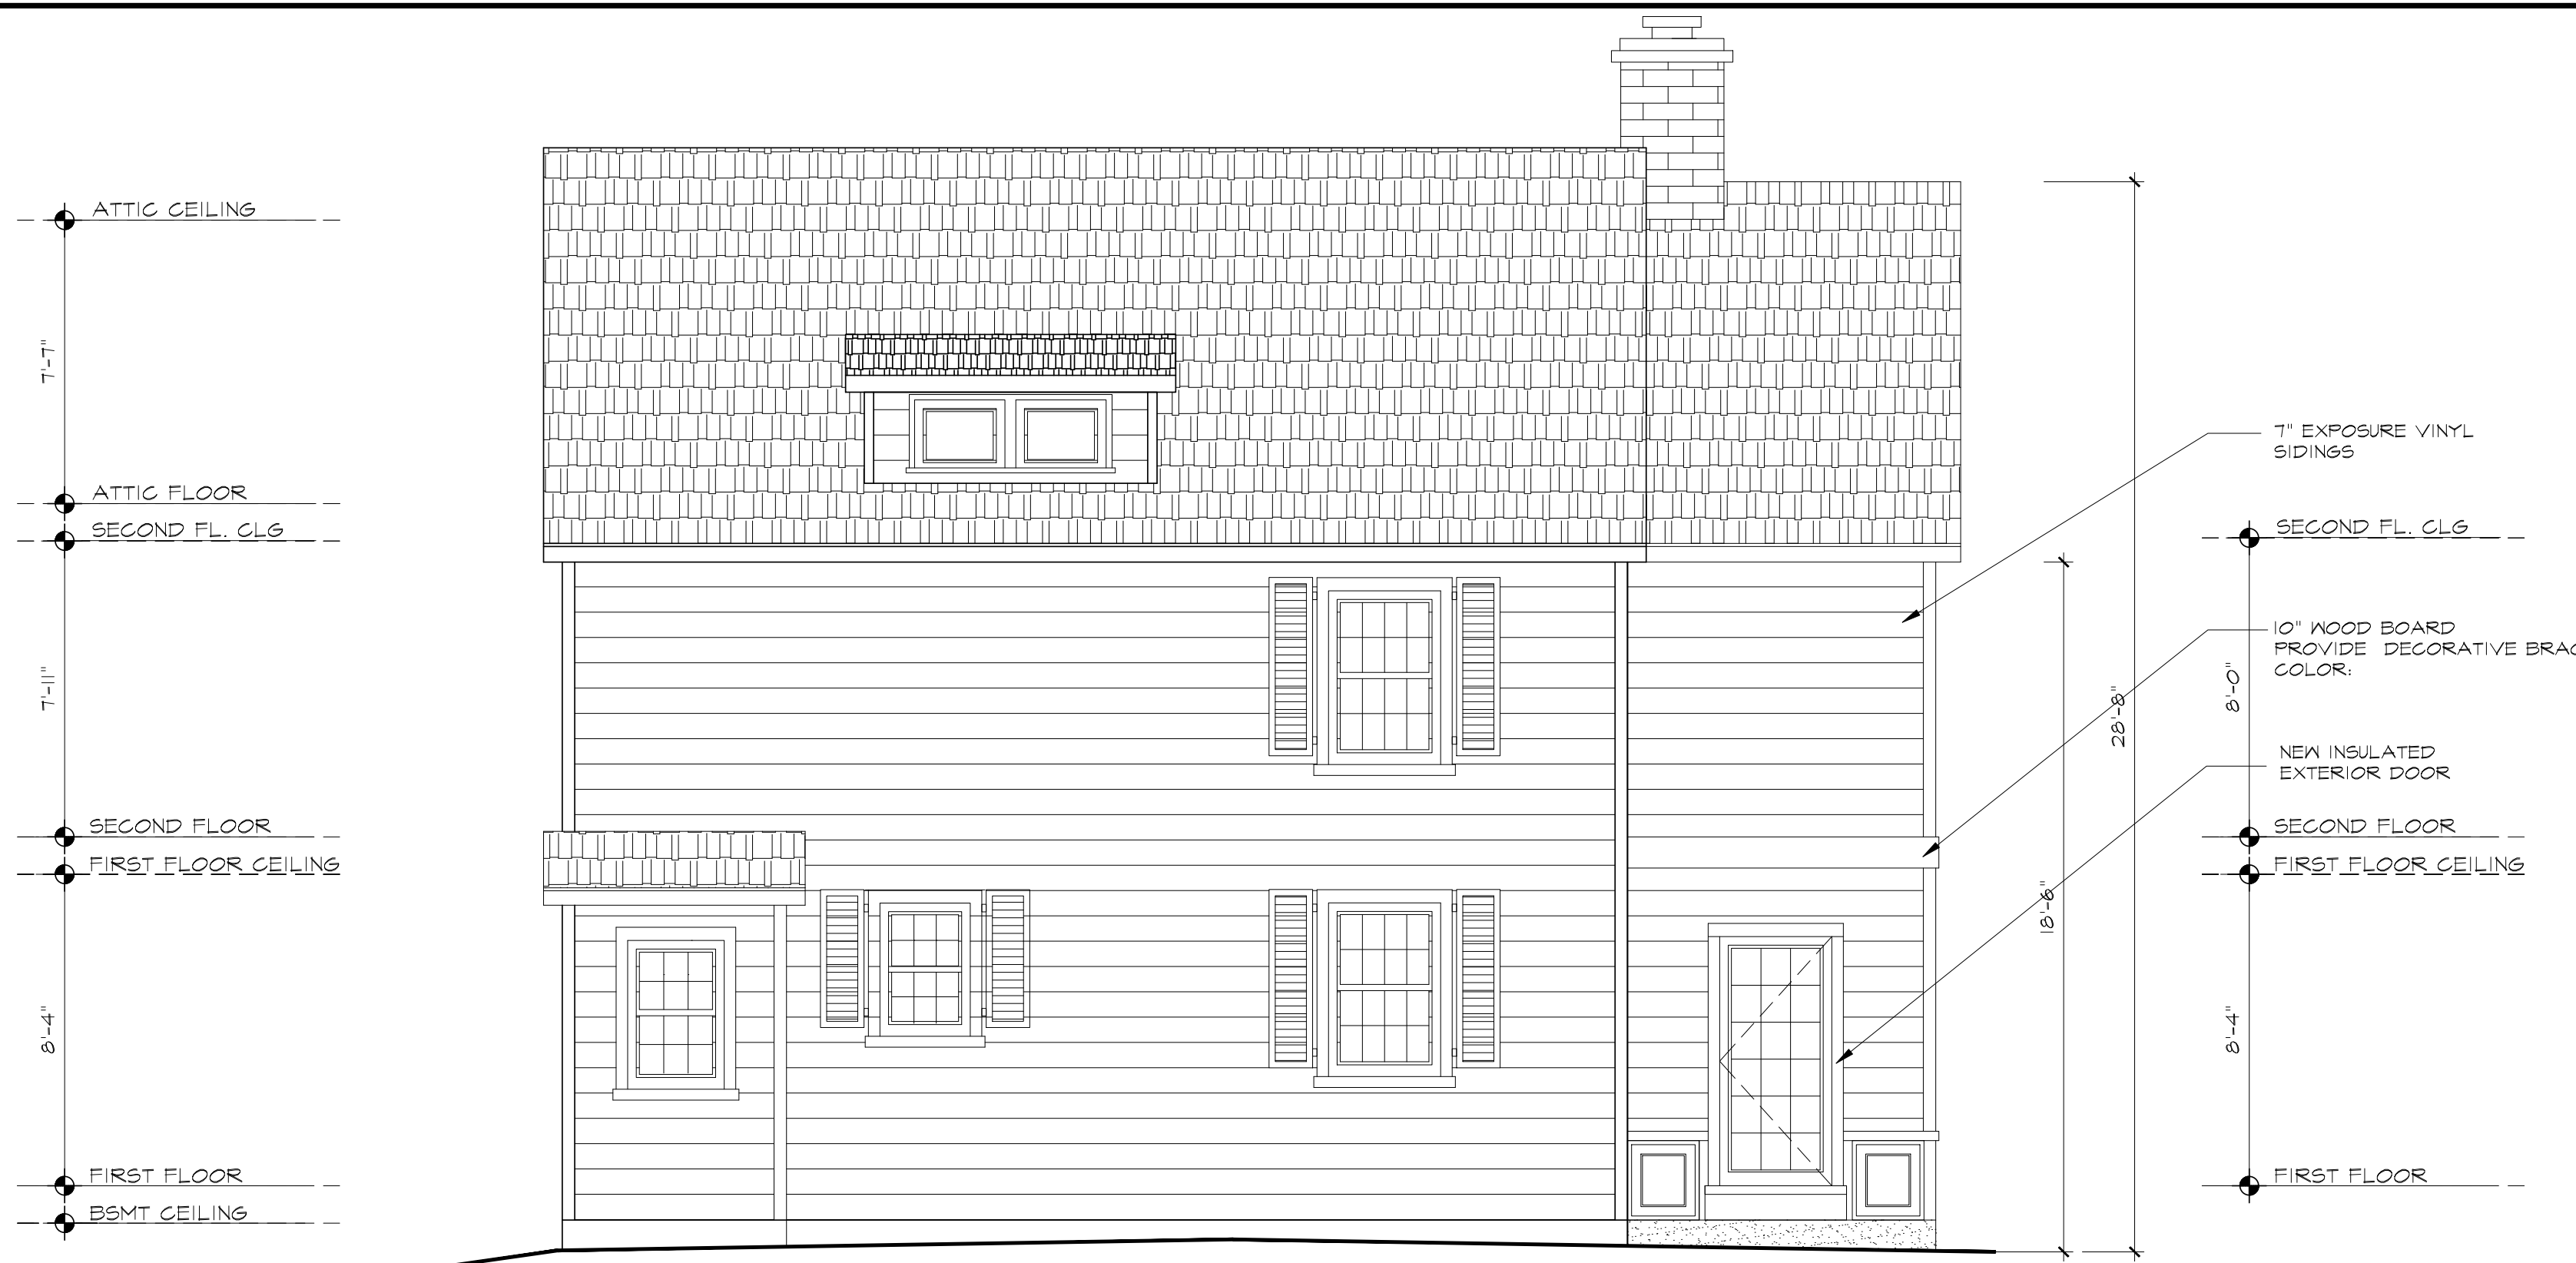 ATTIC CEILING
7'-7"
ATTIC FLOOR
SECOND FL. CLG
7'-11"
SECOND FLOOR
FIRST FLOOR CEILING
8'-4"
FIRST FLOOR
BSMT CEILING
28'-8"
18'-6"
7" EXPOSURE VINYL
SIDINGS
SECOND FL. CLG
10" WOOD BOARD
PROVIDE DECORATIVE BRAC
COLOR:
8'-0"
NEW INSULATED
EXTERIOR DOOR
SECOND FLOOR
FIRST FLOOR CEILING
8'-4"
FIRST FLOOR